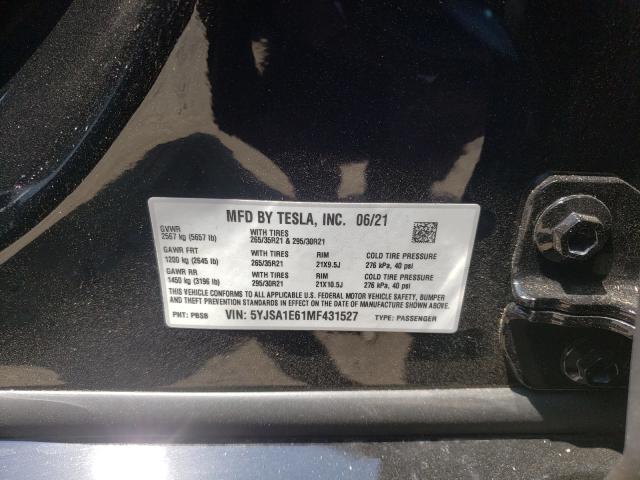 MFD BY TESLA, INC. 06/21
GVWR WITH TIRES
2567 kg (5657 lb) 265/35R21 & 295/30R21
GAWR FRT WITH TIRES RIM COLD TIRE PRESSURE
1200 kg (2645 lb) 265/35R21 21X9.5J 276 kPa, 40 psi
GAWR RR WITH TIRES RIM COLD TIRE PRESSURE
1450 kg (3196 lb) 295/30R21 21X10.5J 276 kPa, 40 psi
THIS VEHICLE CONFORMS TO ALL APPLICABLE U.S. FEDERAL MOTOR VEHICLE SAFETY, BUMPER
AND THEFT PREVENTION STANDARDS IN EFFECT ON THE DATE OF MANUFACTURE SHOWN ABOVE.
PNT: PBSB VIN: 5YJSA1E61MF431527 TYPE: PASSENGER